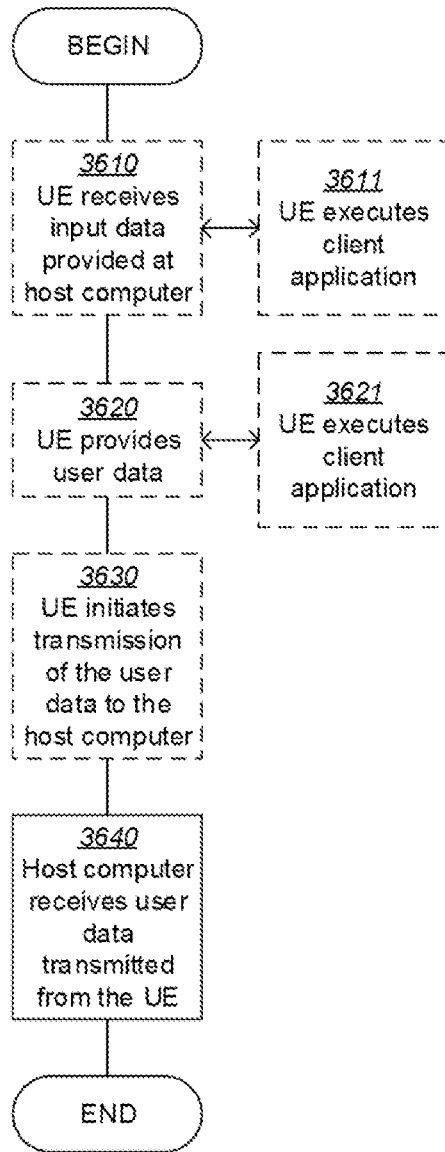 BEGIN
3610
UE receives
input data
provided at
host computer
3611
UE executes
client
application
3620
UE provides
user data
3621
UE executes
client
application
3630
UE initiates
transmission
of the user
data to the
host computer
3640
Host computer
receives user
data
transmitted
from the UE
END